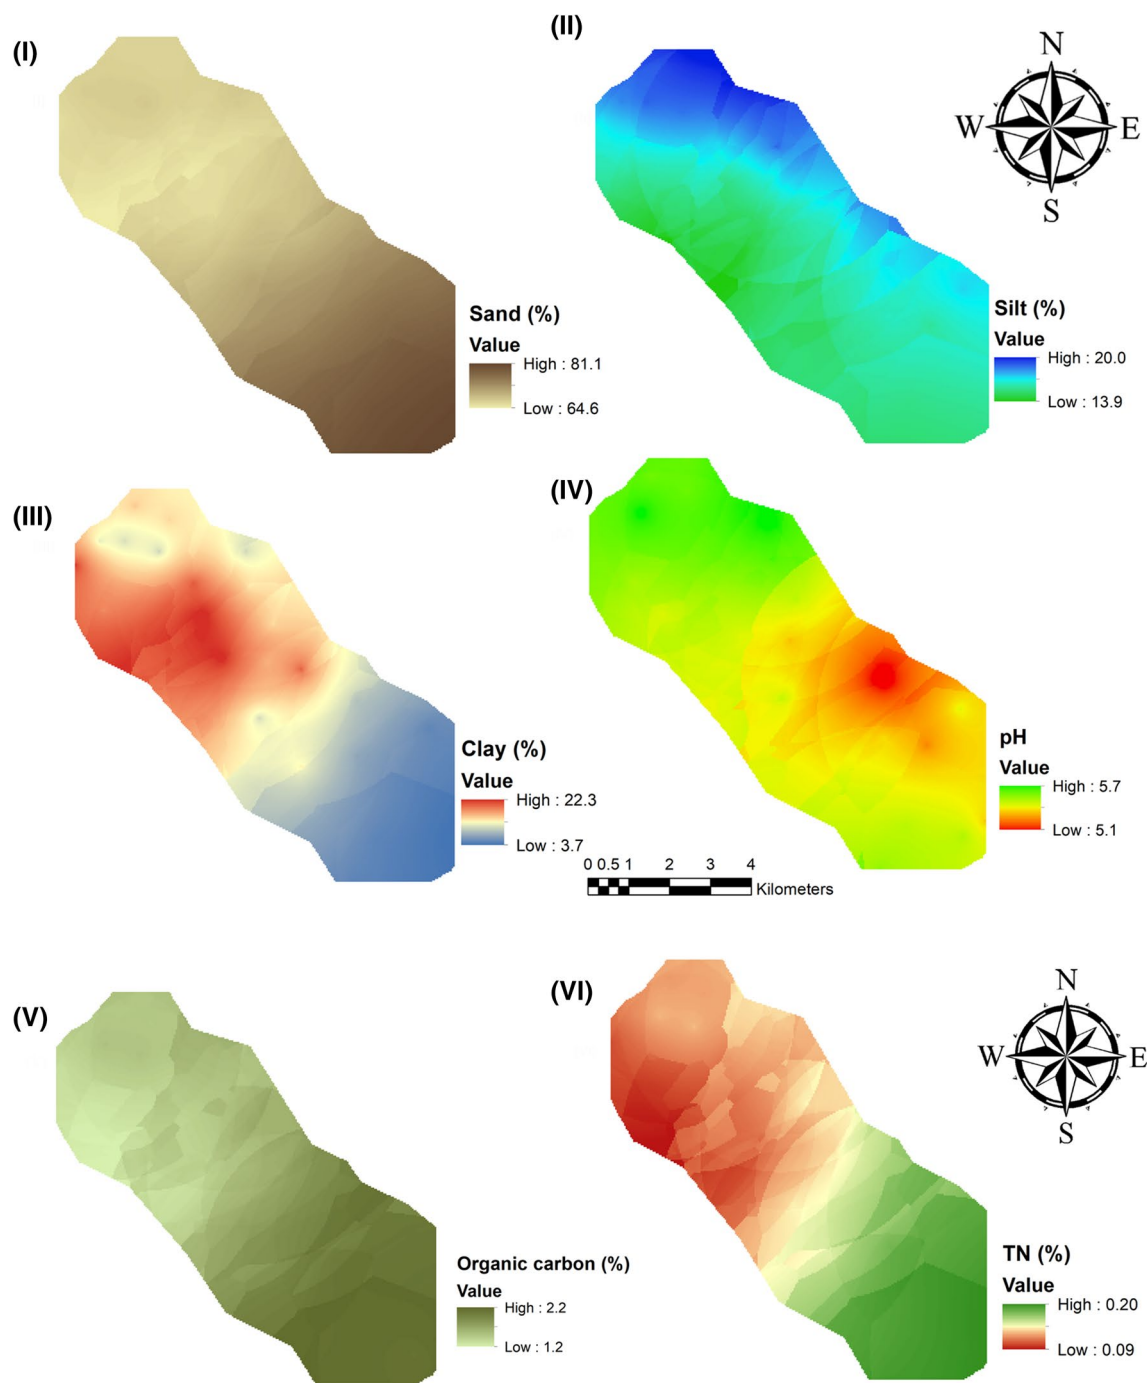 (I)
(II)
N
W E
S
Sand (%)
Value
High : 81.1
Low : 64.6
Silt (%)
Value
High : 20.0
Low : 13.9
(III)
(IV)
Clay (%)
Value
High : 22.3
Low : 3.7
pH
Value
High : 5.7
Low : 5.1
0 0.5 1 2 3 4
Kilometers
(V)
(VI)
N
W E
S
Organic carbon (%)
Value
High : 2.2
Low : 1.2
TN (%)
Value
High : 0.20
Low : 0.09